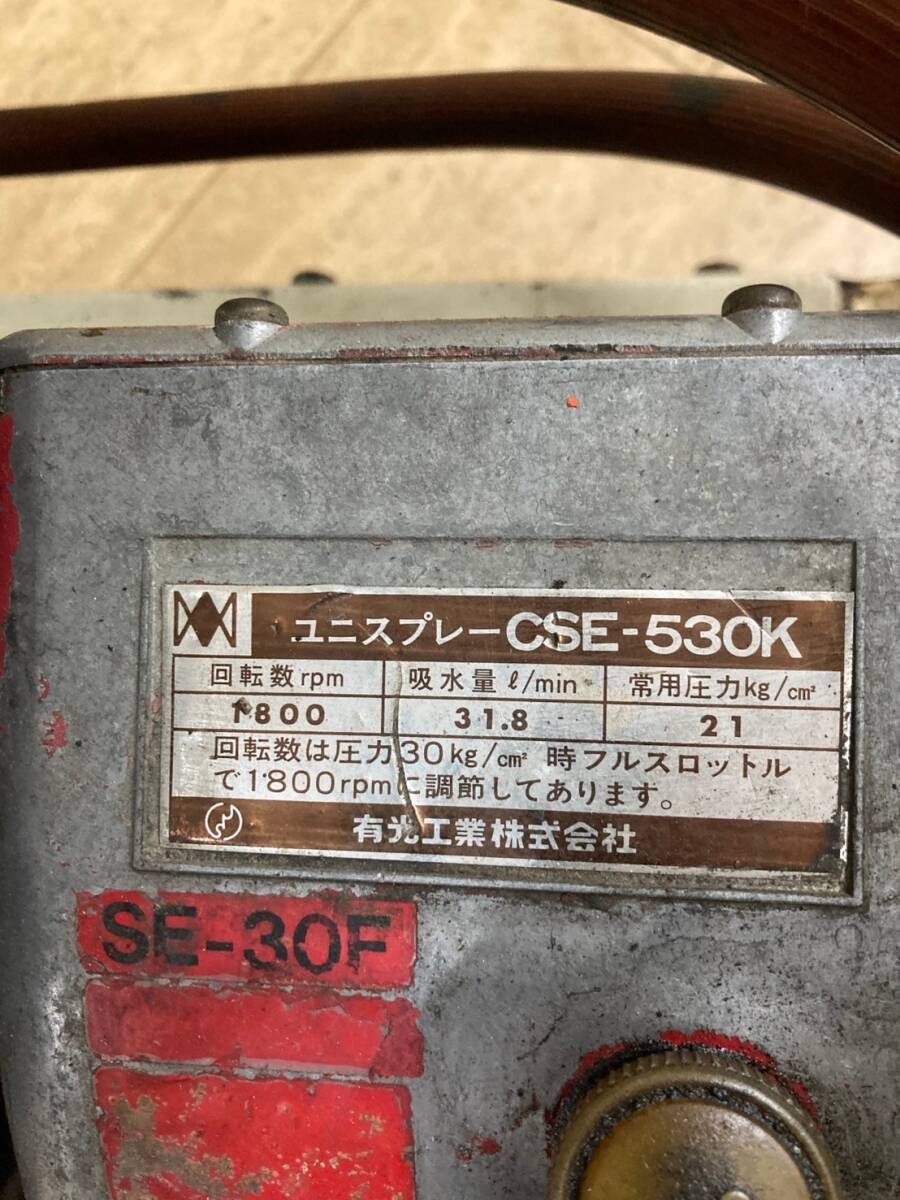 ユニスプレーCSE-530K
回転数rpm 吸水量 ℓ/min 常用圧力kg/cm²
1800 31.8 21
回転数は圧力30kg/cm² 時フルスロットル
で1800rpmに調節してあります。
有光工業株式会社
SE-30F